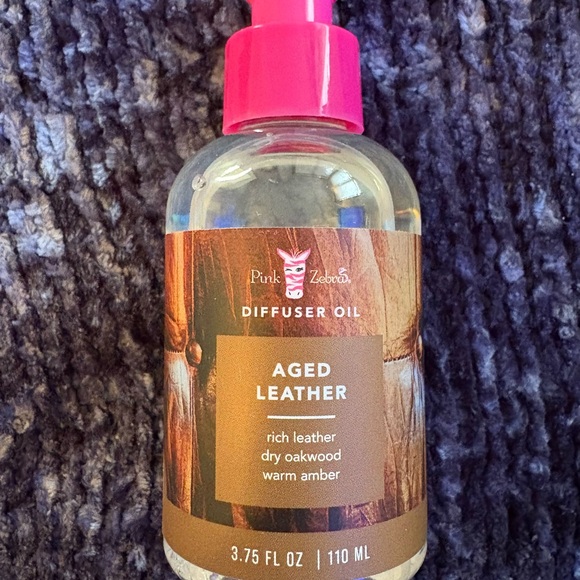 Pink Zebra
DIFFUSER OIL
AGED
LEATHER
rich leather
dry oakwood
warm amber
3.75 FL OZ | 110 ML